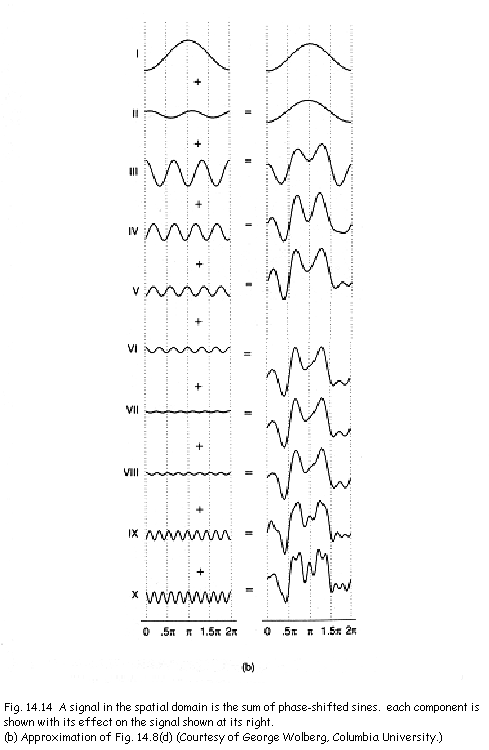 I
+
II
=
+
III
=
+
IV
=
+
V
=
+
VI
=
+
VII
=
+
VIII
=
+
IX
=
+
X
=
0 .5π π 1.5π 2π 0 .5π π 1.5π 2π
(b)
Fig. 14.14 A signal in the spatial domain is the sum of phase-shifted sines. each component is
shown with its effect on the signal shown at its right.
(b) Approximation of Fig. 14.8(d) (Courtesy of George Wolberg, Columbia University.)